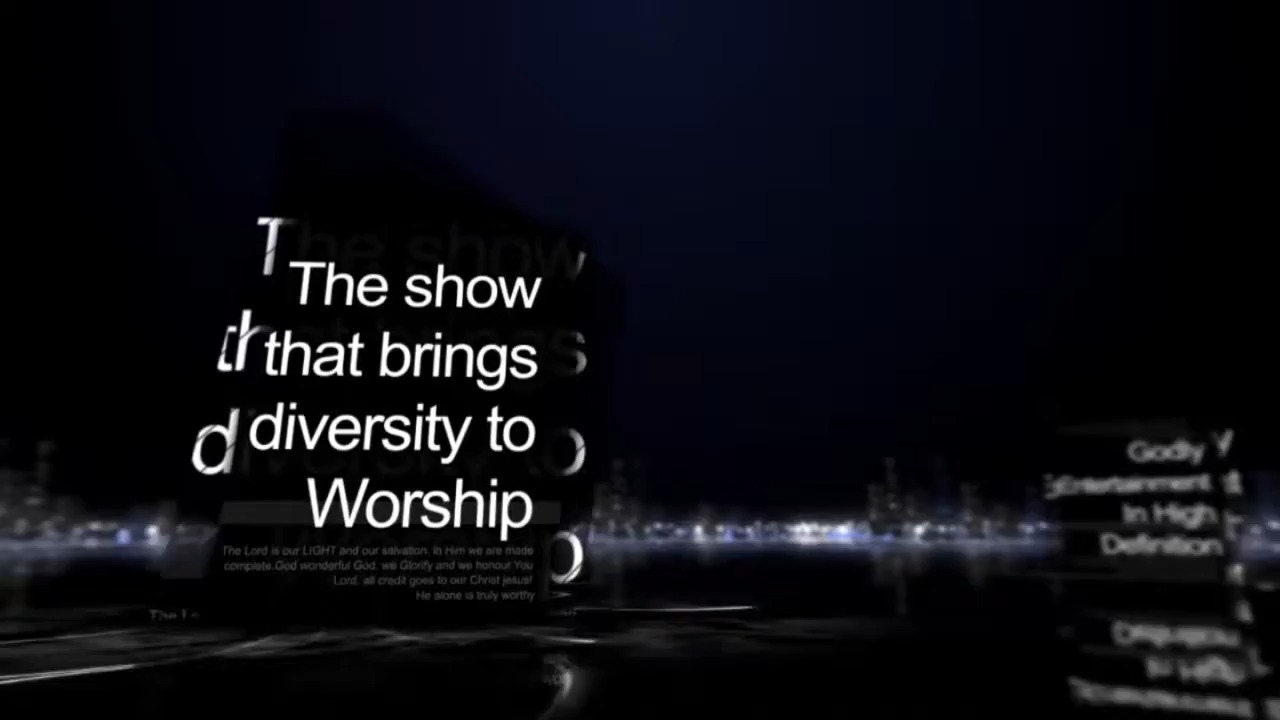 The show
that brings
diversity to
Worship
The Lord is our LIGHT and our salvation. In Him we are made
complete.God wonderful God, we Glorify and we honour You
Lord, all credit goes to our Christ jesus!
He alone is truly worthy
Godly
Entertainment
In High
Definition